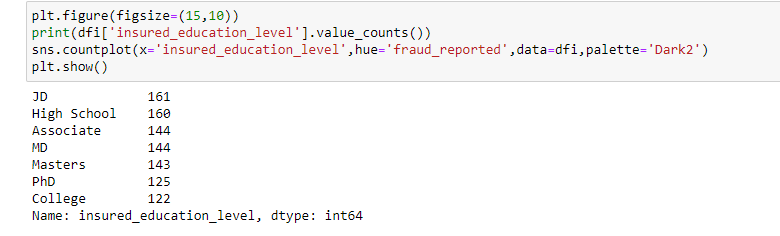 plt.figure(figsize=(15,10))
print(dfi['insured_education_level'].value_counts())
sns.countplot(x='insured_education_level',hue='fraud_reported',data=dfi,palette='Dark2')
plt.show()
JD             161
High School    160
Associate      144
MD             144
Masters        143
PhD            125
College        122
Name: insured_education_level, dtype: int64